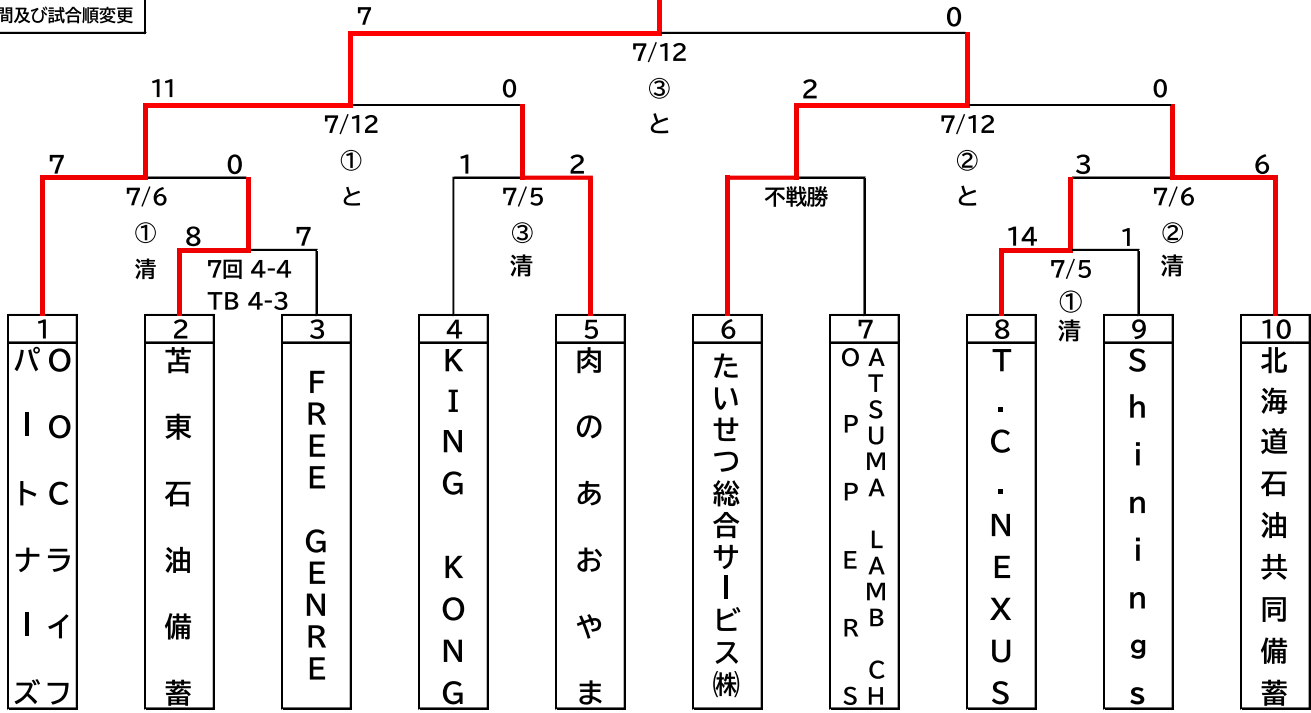 間及び試合順変更
7 0
7/12
③
と
11 0 2 0
7/12 7/12
① ②
と と
7 0 1 2 3 6
7/6 7/5 不戦勝 7/6
① ③ ②
清 清 清
8 7 14 1
7回 4-4 7/5
TB 4-3 ①
清
1 2 3 4 5 6 7 8 9 10
OOCライフ
パートナーズ
苫東石油備蓄
FREE GENRE
KING KONG
肉のあおやま
たいせつ総合サービス㈱
ATSUMA LAMB CH
OPPERS
T.C.NEXUS
Shinings
北海道石油共同備蓄